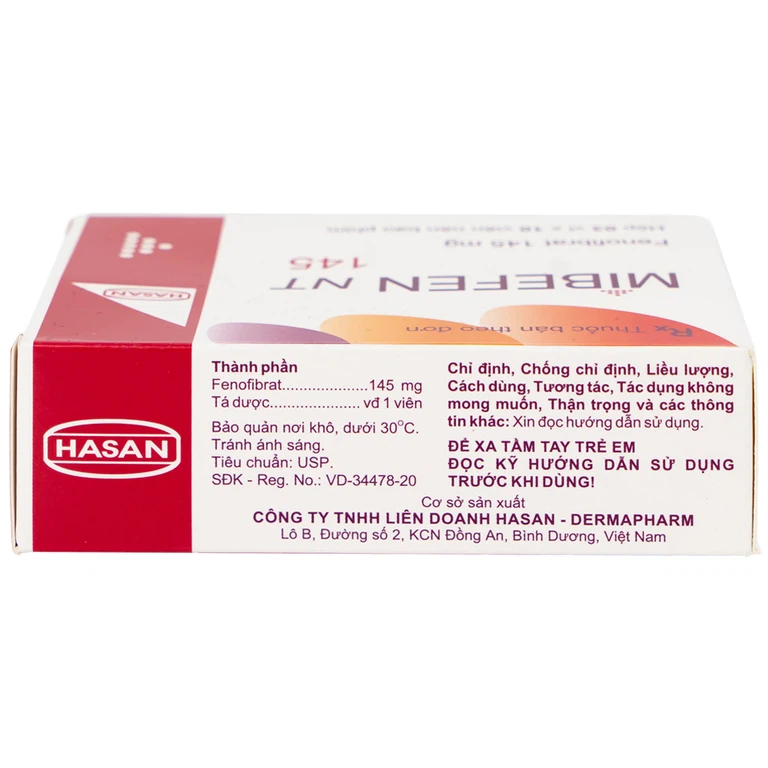 Fenofibrat 145 mg
145
MIBEFEN NT
HASAN
Rx Thuốc bán theo đơn
HASAN
Thành phần
Fenofibrat....................145 mg
Tá dược..................... vđ 1 viên
Bảo quản nơi khô, dưới 30°C.
Tránh ánh sáng.
Tiêu chuẩn: USP.
SĐK - Reg. No.: VD-34478-20
Chỉ định, Chống chỉ định, Liều lượng,
Cách dùng, Tương tác, Tác dụng không
mong muốn, Thận trọng và các thông
tin khác: Xin đọc hướng dẫn sử dụng.
ĐỂ XA TẦM TAY TRẺ EM
ĐỌC KỸ HƯỚNG DẪN SỬ DỤNG
TRƯỚC KHI DÙNG!
Cơ sở sản xuất
CÔNG TY TNHH LIÊN DOANH HASAN - DERMAPHARM
Lô B, Đường số 2, KCN Đồng An, Bình Dương, Việt Nam